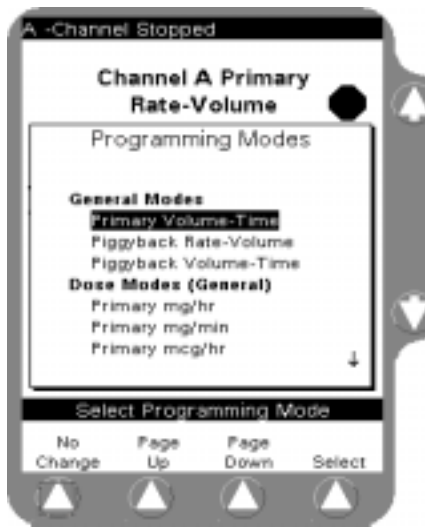 A -Channel Stopped
Channel A Primary
Rate-Volume
Programming Modes
General Modes
Primary Volume-Time
Piggyback Rate-Volume
Piggyback Volume-Time
Dose Modes (General)
Primary mg/hr
Primary mg/min
Primary mcg/hr
↓
Select Programming Mode
No Change
Page Up
Page Down
Select